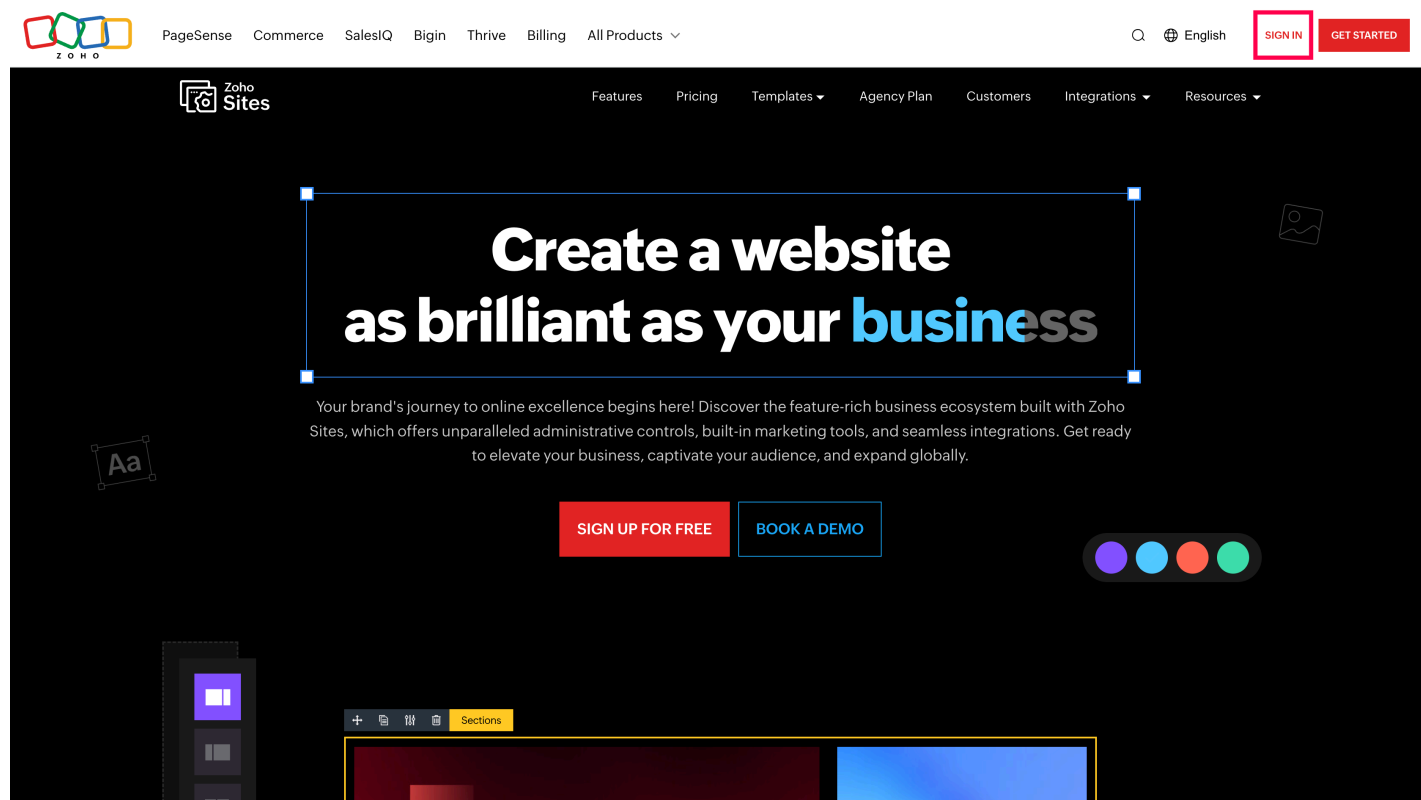 ZOHO
PageSense Commerce SalesIQ Bigin Thrive Billing All Products English SIGN IN GET STARTED
Zoho Sites
Features Pricing Templates Agency Plan Customers Integrations Resources
Create a website
as brilliant as your business
Your brand's journey to online excellence begins here! Discover the feature-rich business ecosystem built with Zoho
Sites, which offers unparalleled administrative controls, built-in marketing tools, and seamless integrations. Get ready
to elevate your business, captivate your audience, and expand globally.
Aa
SIGN UP FOR FREE BOOK A DEMO
Sections